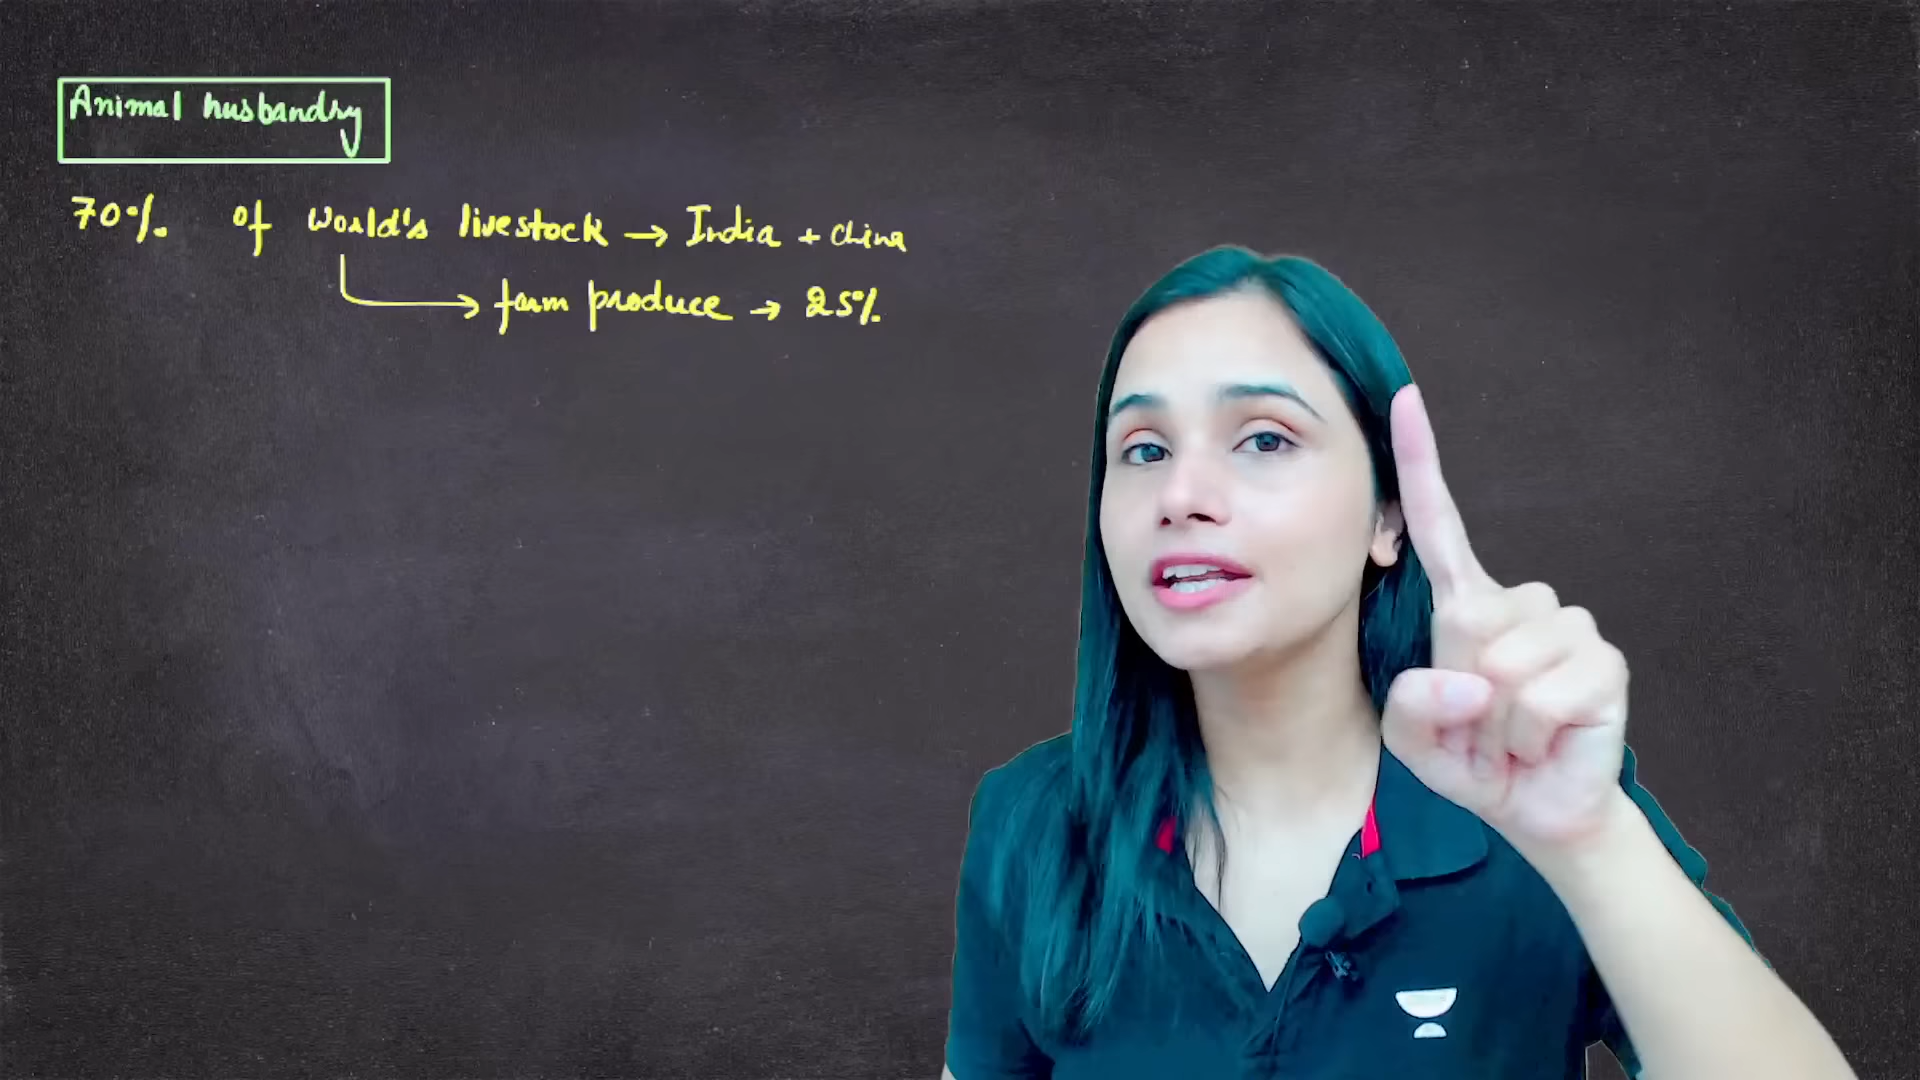 Animal husbandry
70% of world's livestock → India + China
→ farm produce → 25%